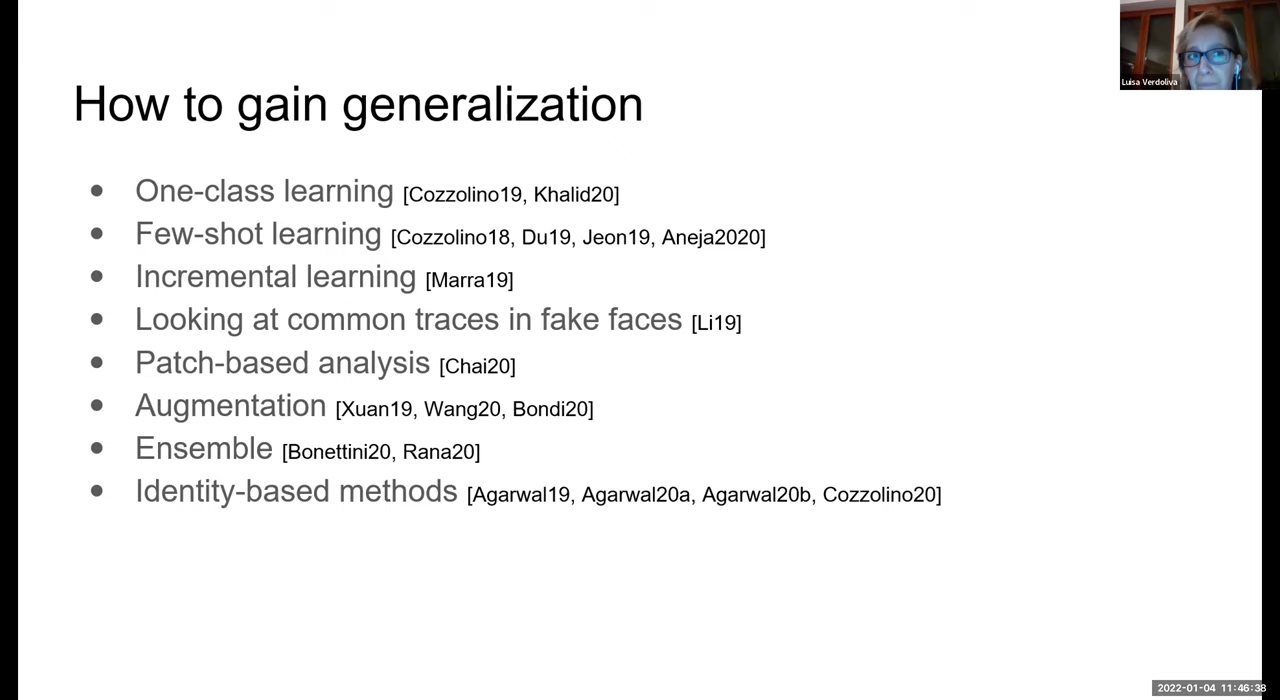 Luisa Verdoliva
How to gain generalization
● One-class learning [Cozzolino19, Khalid20]
● Few-shot learning [Cozzolino18, Du19, Jeon19, Aneja2020]
● Incremental learning [Marra19]
● Looking at common traces in fake faces [Li19]
● Patch-based analysis [Chai20]
● Augmentation [Xuan19, Wang20, Bondi20]
● Ensemble [Bonettini20, Rana20]
● Identity-based methods [Agarwal19, Agarwal20a, Agarwal20b, Cozzolino20]
2022-01-04 11:46:38